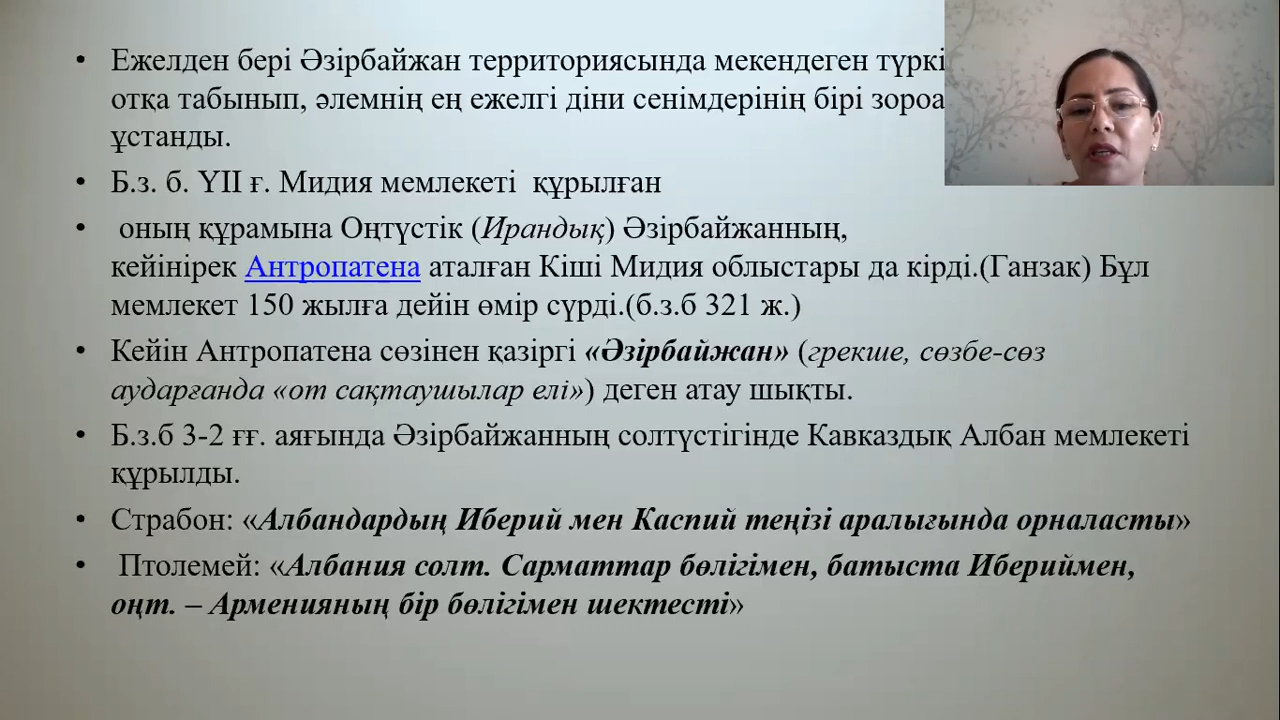 • Ежелден бері Әзірбайжан территориясында мекендеген
отқа табынып, әлемнің ең ежелгі діни сенімдерінің бірі
ұстанды.
• Б.з. б. YII ғ. Мидия мемлекеті құрылған
• оның құрамына Оңтүстік (Ирандық) Әзірбайжанның,
кейінірек Антропатена аталған Кіші Мидия облыстары да кірді.(Ганзак) Бұл
мемлекет 150 жылға дейін өмір сүрді.(б.з.б 321 ж.)
• Кейін Антропатена сөзінен қазіргі «Әзірбайжан» (грекше, сөзбе-сөз
аударғанда «от сақтаушылар елі») деген атау шықты.
• Б.з.б 3-2 ғғ. аяғында Әзірбайжанның солтүстігінде Кавказдық Албан мемлекеті
құрылды.
• Страбон: «Албандардың Иберий мен Каспий теңізі аралығында орналасты»
• Птолемей: «Албания солт. Сарматтар бөлігімен, батыста
Ибериймен,
оңт. – Арменияның бір бөлігімен шектесті»